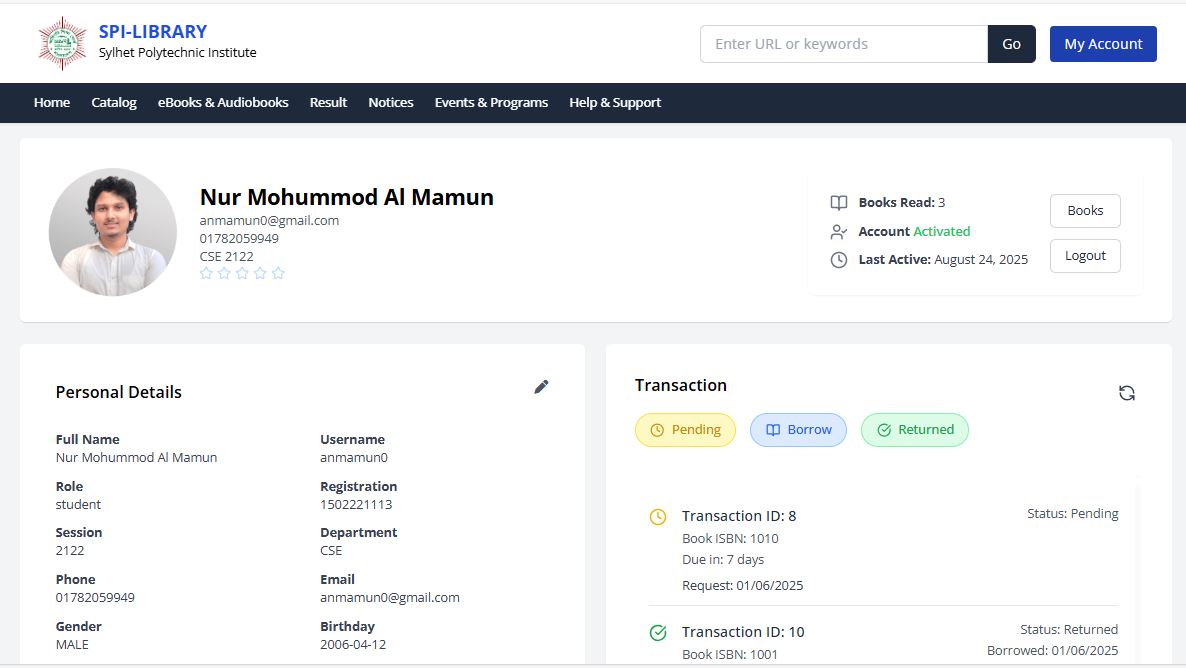 SPI-LIBRARY
Sylhet Polytechnic Institute
Enter URL or keywords
Go
My Account
Home Catalog eBooks & Audiobooks Result Notices Events & Programs Help & Support
Nur Mohummod Al Mamun
anmamun0@gmail.com
01782059949
CSE 2122
Books Read: 3
Account Activated
Last Active: August 24, 2025
Books
Logout
Personal Details
Full Name
Nur Mohummod Al Mamun
Username
anmamun0
Role
student
Registration
1502221113
Session
2122
Department
CSE
Phone
01782059949
Email
anmamun0@gmail.com
Gender
MALE
Birthday
2006-04-12
Transaction
Pending
Borrow
Returned
Transaction ID: 8
Status: Pending
Book ISBN: 1010
Due in: 7 days
Request: 01/06/2025
Transaction ID: 10
Status: Returned
Book ISBN: 1001
Borrowed: 01/06/2025